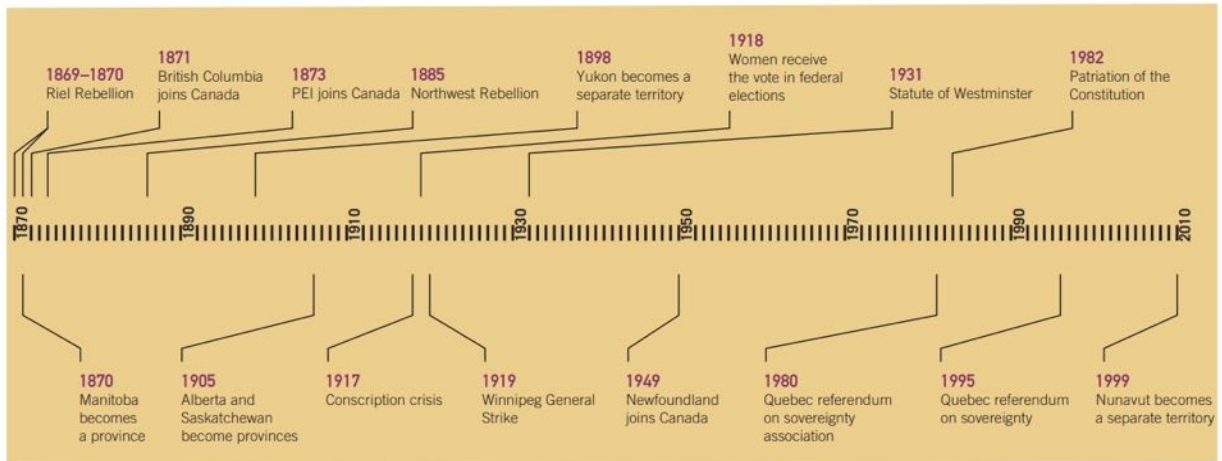 1869–1870
Riel Rebellion
1871
British Columbia
joins Canada
1873
PEI joins Canada
1885
Northwest Rebellion
1898
Yukon becomes a
separate territory
1918
Women receive
the vote in federal
elections
1931
Statute of Westminster
1982
Patriation of the
Constitution
1870
1890
1910
1930
1950
1970
1990
2010
1870
Manitoba
becomes
a province
1905
Alberta and
Saskatchewan
become provinces
1917
Conscription crisis
1919
Winnipeg General
Strike
1949
Newfoundland
joins Canada
1980
Quebec referendum
on sovereignty
association
1995
Quebec referendum
on sovereignty
1999
Nunavut becomes
a separate territory